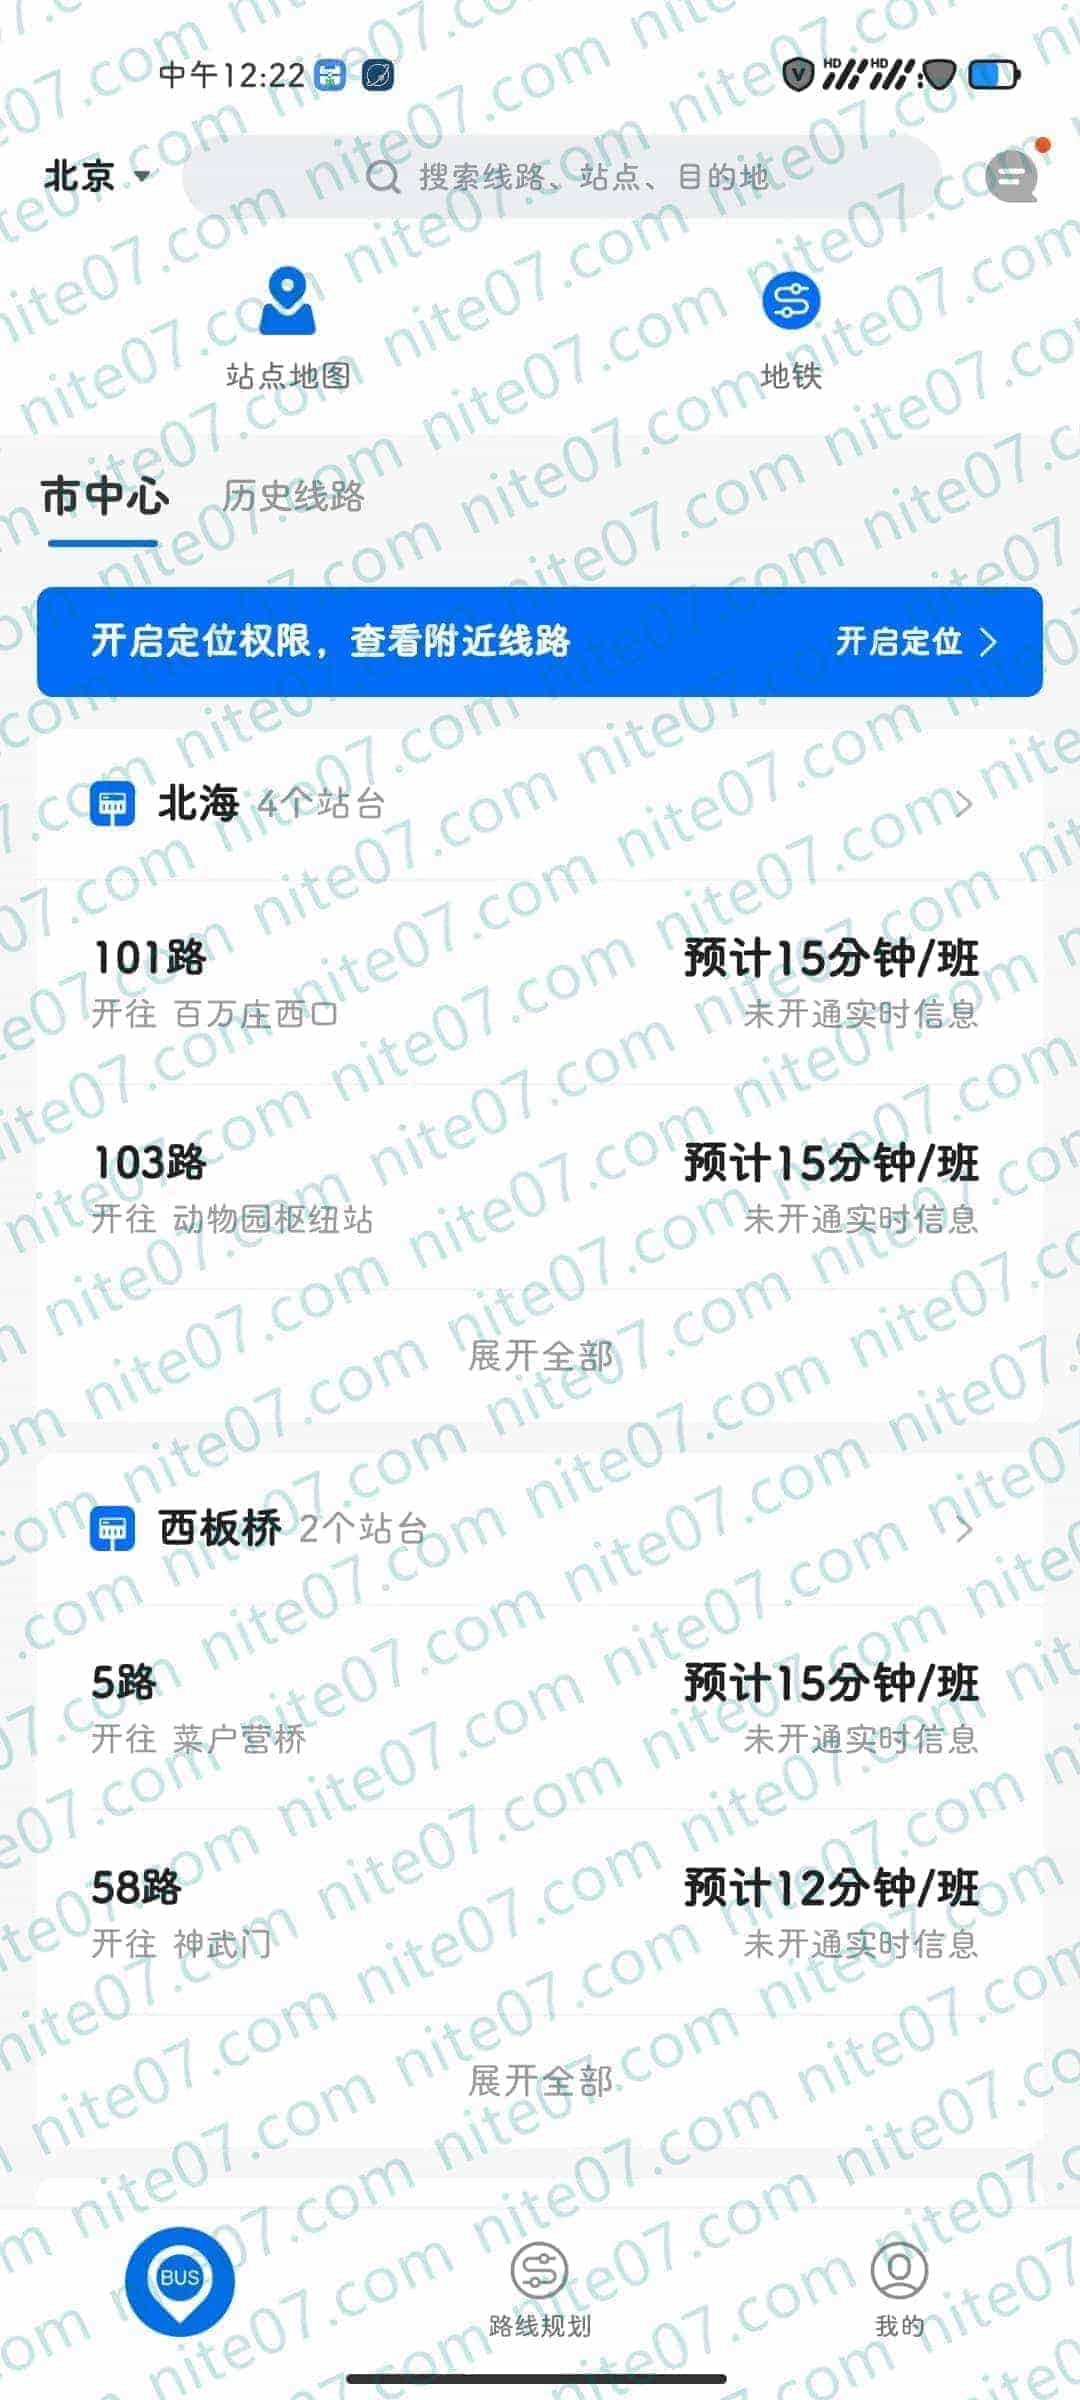 中午12:22
北京
搜索线路、站点、目的地
站点地图
地铁
市中心
历史线路
开启定位权限，查看附近线路
开启定位
北海 4个站台
101路
预计15分钟/班
开往 百万庄西口
未开通实时信息
103路
预计15分钟/班
开往 动物园枢纽站
未开通实时信息
展开全部
西板桥 2个站台
5路
预计15分钟/班
开往 菜户营桥
未开通实时信息
58路
预计12分钟/班
开往 神武门
未开通实时信息
展开全部
BUS
路线规划
我的
nite07.com